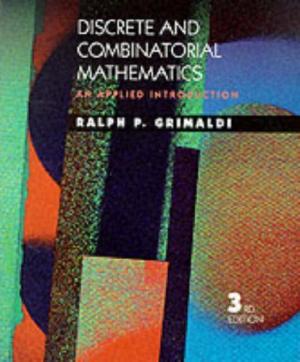 DISCRETE AND
COMBINATORIAL
MATHEMATICS
AN APPLIED INTRODUCTION
RALPH P. GRIMALDI
3RD
EDITION